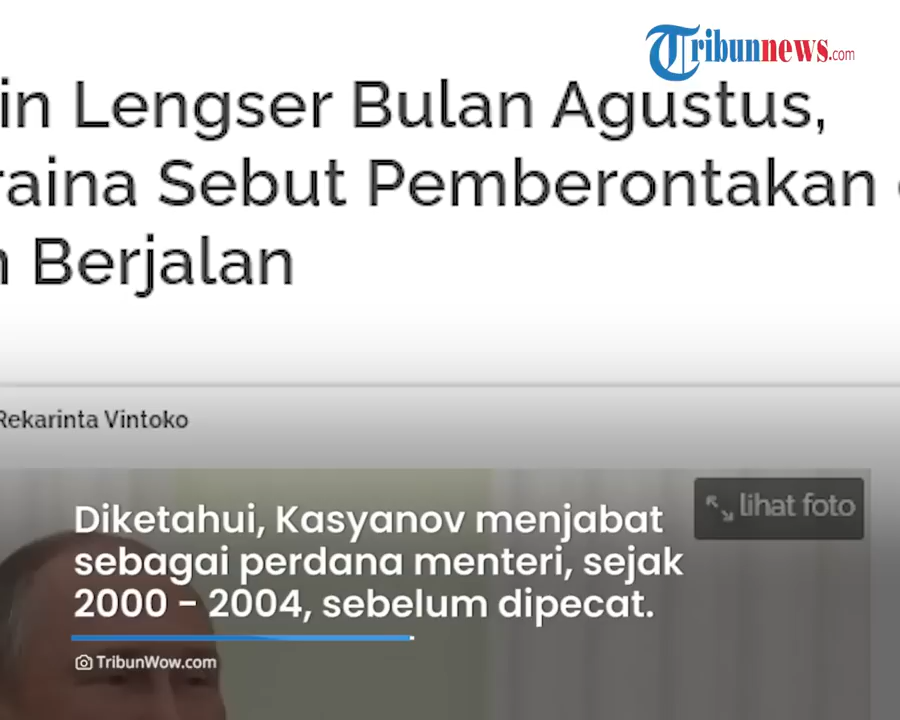 Tribunnews.com
in Lengser Bulan Agustus,
raina Sebut Pemberontakan
Berjalan
Rekarinta Vintoko
lihat foto
Diketahui, Kasyanov menjabat
sebagai perdana menteri, sejak
2000 - 2004, sebelum dipecat.
TribunWow.com